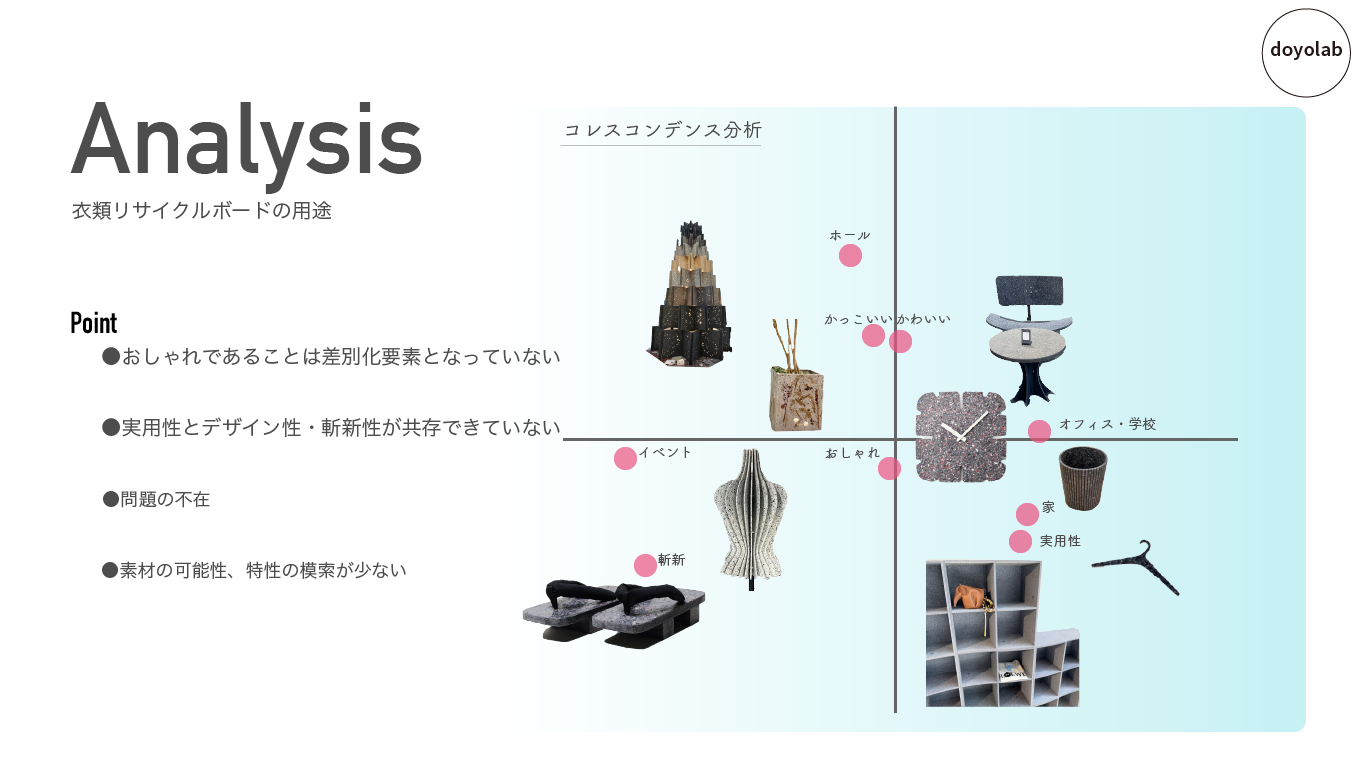 doyolab
Analysis
衣類リサイクルボードの用途
Point
●おしゃれであることは差別化要素となっていない
●実用性とデザイン性・斬新性が共存できていない
●問題の不在
●素材の可能性、特性の模索が少ない
コレスコンデンス分析
ホール
かっこいい
かわいい
オフィス・学校
イベント
おしゃれ
家
実用性
斬新